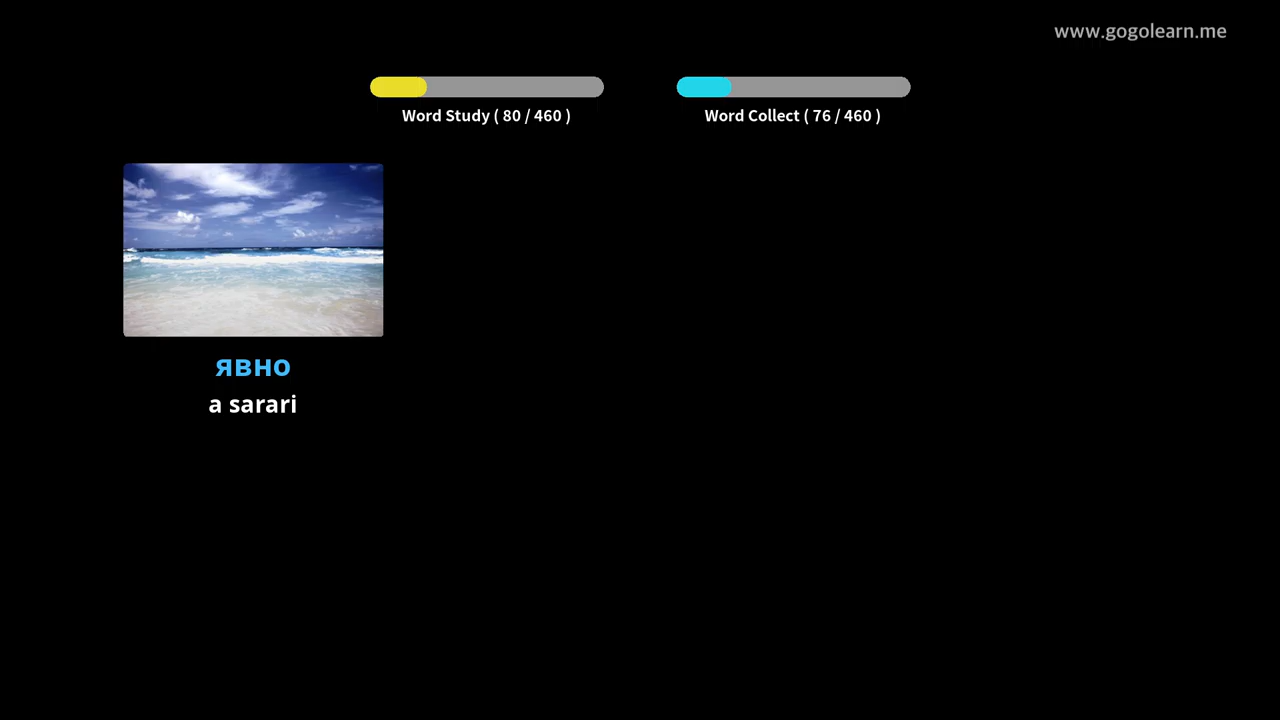 www.gogolearn.me
Word Study ( 80 / 460 )
Word Collect ( 76 / 460 )
явно
a sarari